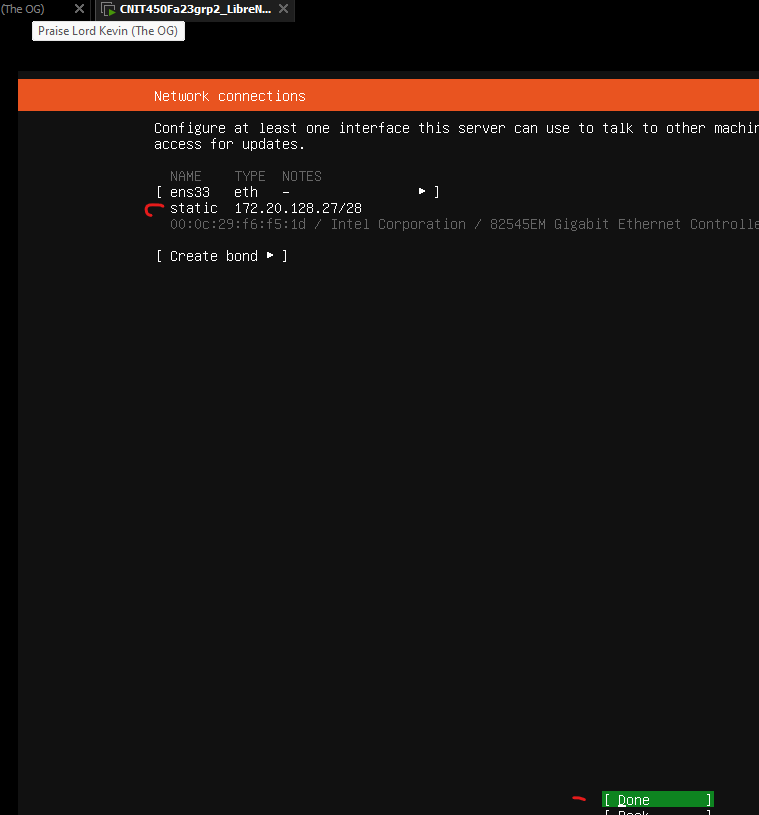 (The OG) CNIT450Fa23grp2_LibreN...
Praise Lord Kevin (The OG)
Network connections
Configure at least one interface this server can use to talk to other machin
access for updates.
NAME TYPE NOTES
[ ens33 eth - ▸ ]
static 172.20.128.27/28
00:0c:29:f6:f5:1d / Intel Corporation / 82545EM Gigabit Ethernet Controlle
[ Create bond ▸ ]
[ Done ]
[ Back ]